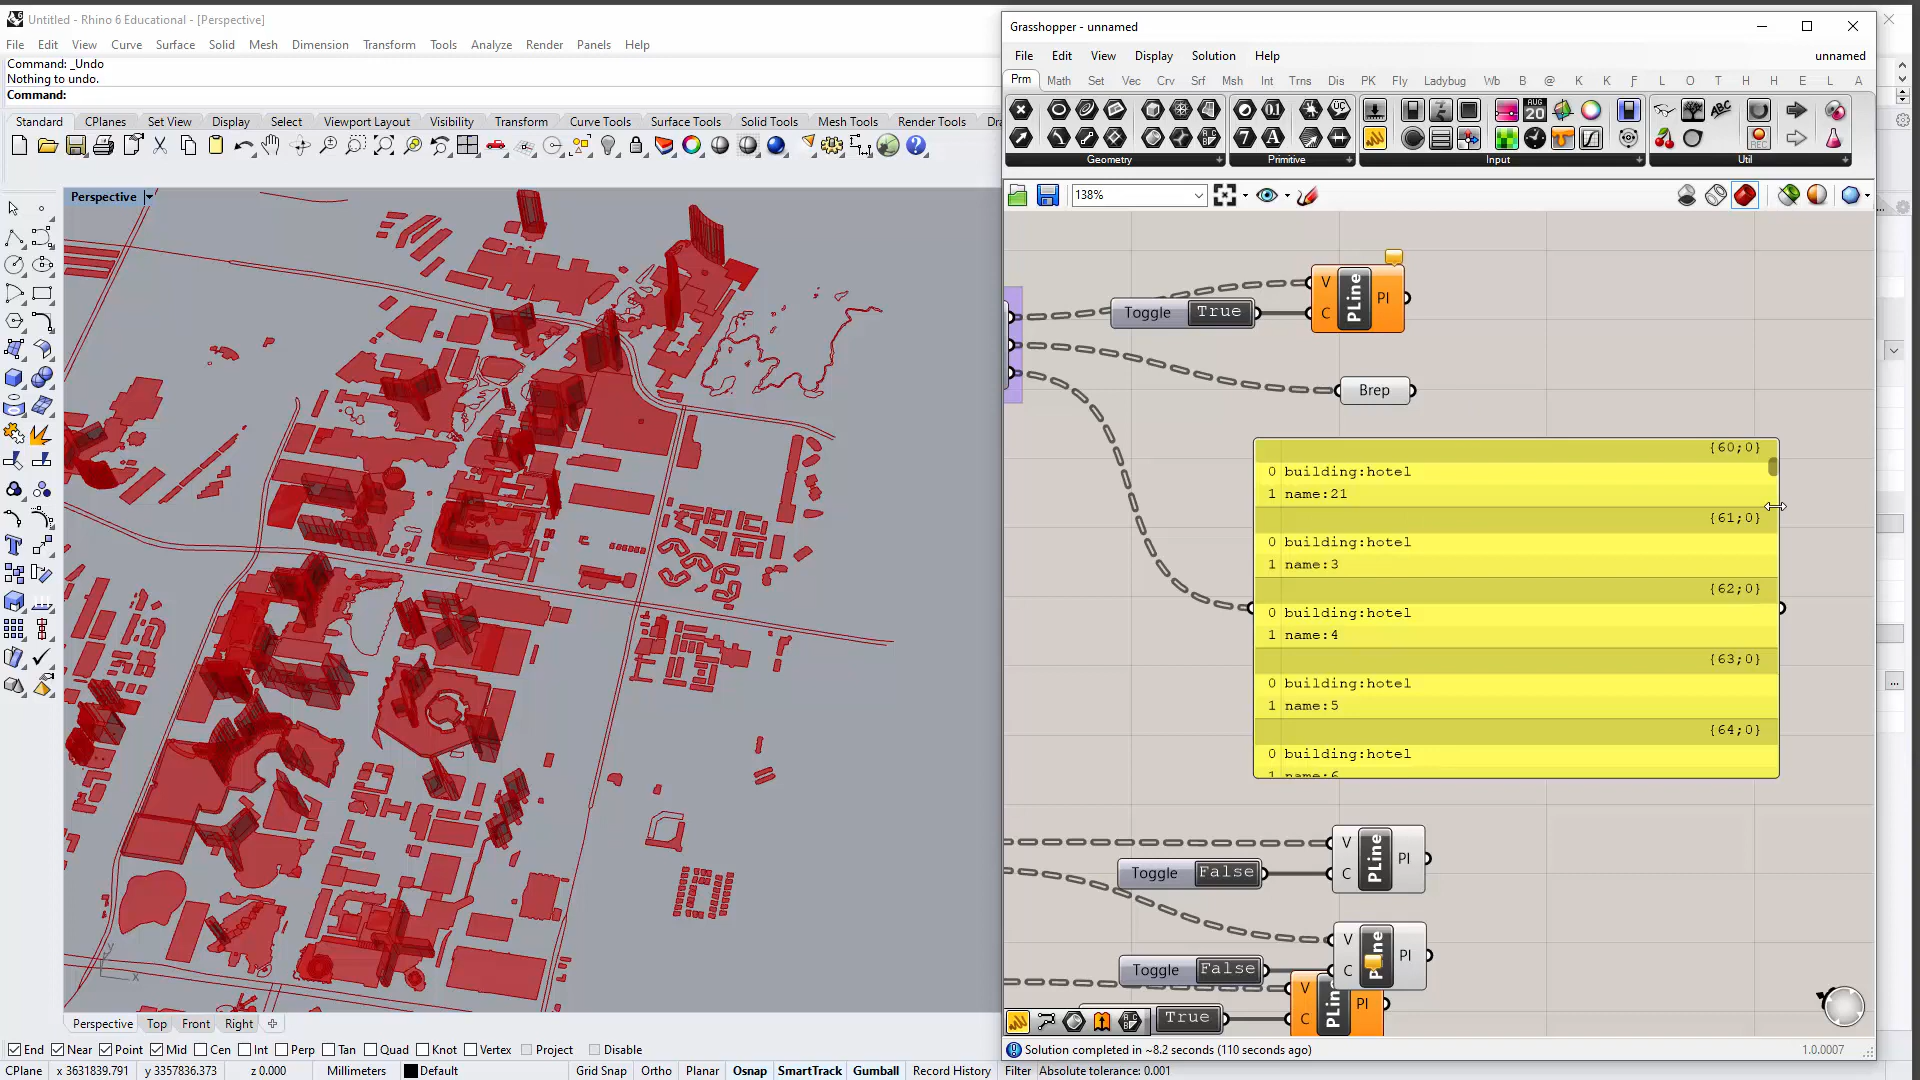 Untitled - Rhino 6 Educational - [Perspective]
File Edit View Curve Surface Solid Mesh Dimension Transform Tools Analyze Render Panels Help
Command: _Undo
Nothing to undo.
Command:
Standard CPlanes Set View Display Select Viewport Layout Visibility Transform Curve Tools Surface Tools Solid Tools Mesh Tools Render Tools Dra
Perspective
y
x
Perspective Top Front Right
End Near Point Mid Cen Int Perp Tan Quad Knot Vertex Project Disable
CPlane x 3631839.791 y 3357836.373 z 0.000 Millimeters Default Grid Snap Ortho Planar Osnap SmartTrack Gumball Record History Filter Absolute tolerance: 0.001
Grasshopper - unnamed
File Edit View Display Solution Help unnamed
Prm Math Set Vec Crv Srf Msh Int Trns Dis PK Fly Ladybug Wb B @ K K F L O T H H E L A
Geometry Primitive Input Util
138%
V
Toggle True PLine Pl
C
Brep
{60;0}
0 building:hotel
1 name:21
{61;0}
0 building:hotel
1 name:3
{62;0}
0 building:hotel
1 name:4
{63;0}
0 building:hotel
1 name:5
{64;0}
0 building:hotel
1 name:6
V
PLine Pl
Toggle False C
V
PLine Pl
Toggle False C
V
Pl
True C
Solution completed in ~8.2 seconds (110 seconds ago) 1.0.0007